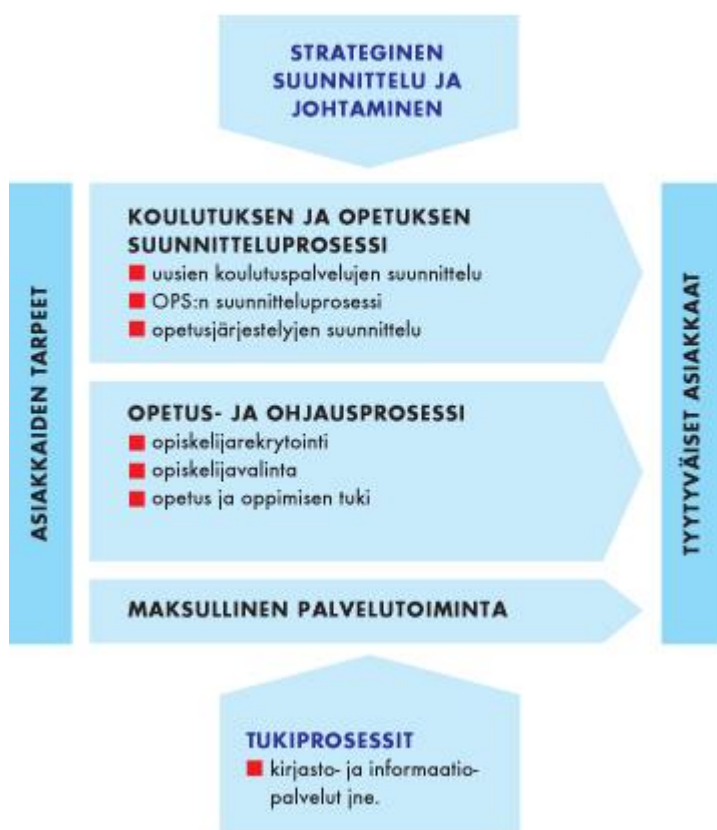 STRATEGINEN
SUUNNITTELU JA
JOHTAMINEN
ASIAKKAIDEN TARPEET
KOULUTUKSEN JA OPETUKSEN
SUUNNITTELUPROSESSI
uusien koulutuspalvelujen suunnittelu
OPS:n suunnitteluprosessi
opetusjärjestelyjen suunnittelu
OPETUS- JA OHJAUSPROSESSI
opiskelijarekrytointi
opiskelijavalinta
opetus ja oppimisen tuki
MAKSULLINEN PALVELUTOIMINTA
TYYTYVÄISET ASIAKKAAT
TUKIPROSESSIT
kirjasto- ja informaatio-
palvelut jne.